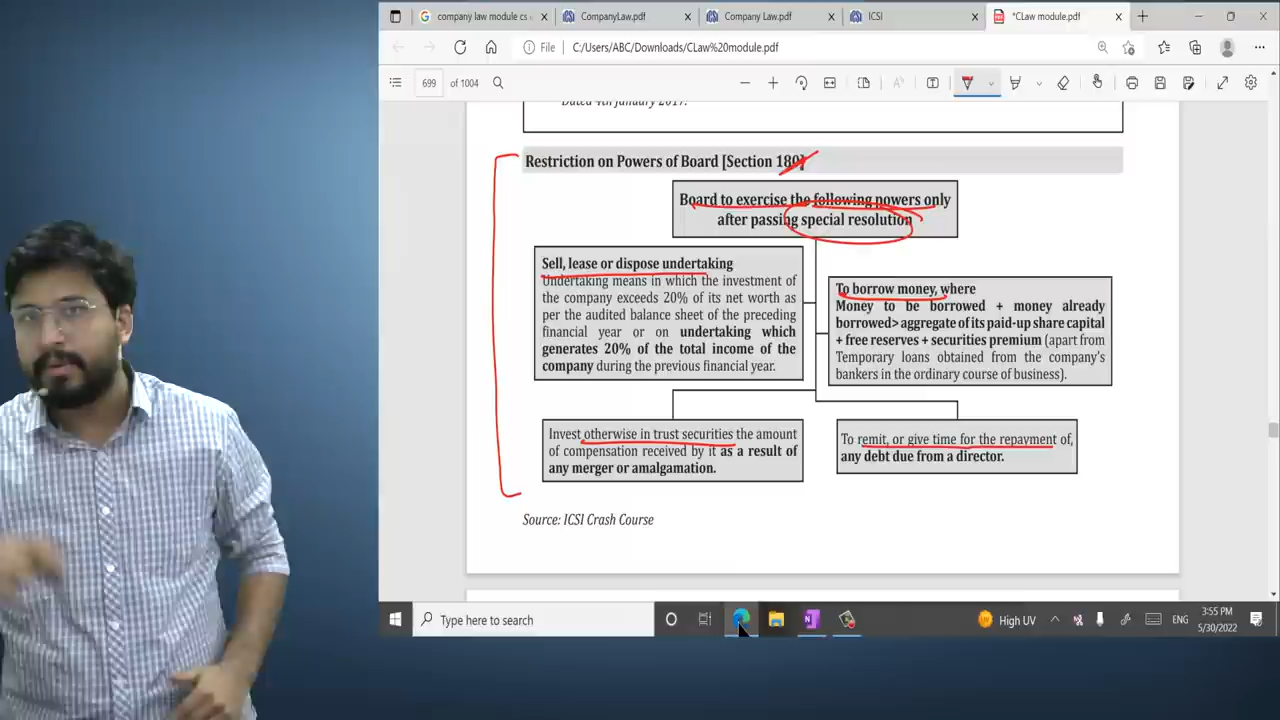 company law module cs
CompanyLaw.pdf
Company Law.pdf
ICSI
*CLaw module.pdf
File
C:/Users/ABC/Downloads/CLaw%20module.pdf
699 of 1004
Dated 4th January 2017.
Restriction on Powers of Board [Section 180]
Board to exercise the following powers only
after passing special resolution
Sell, lease or dispose undertaking
Undertaking means in which the investment of
the company exceeds 20% of its net worth as
per the audited balance sheet of the preceding
financial year or on undertaking which
generates 20% of the total income of the
company during the previous financial year.
To borrow money, where
Money to be borrowed + money already
borrowed> aggregate of its paid-up share capital
+ free reserves + securities premium (apart from
Temporary loans obtained from the company's
bankers in the ordinary course of business).
Invest otherwise in trust securities the amount
of compensation received by it as a result of
any merger or amalgamation.
To remit, or give time for the repayment of,
any debt due from a director.
Source: ICSI Crash Course
Type here to search
High UV
ENG
3:55 PM
5/30/2022